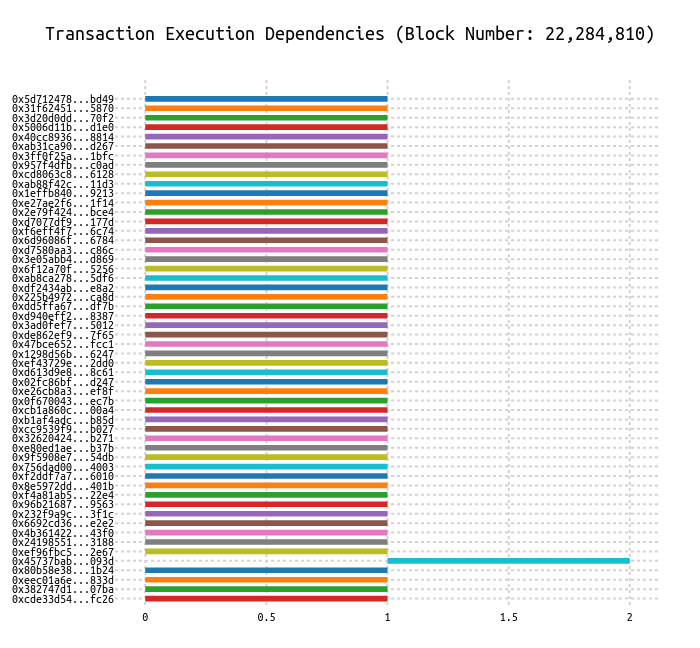 Transaction Execution Dependencies (Block Number: 22,284,810)
0x5d712478...bd49
0x31f62451...5870
0x3d20d0dd...70f2
0x5006d11b...d1e0
0x40cc8936...8814
0xab31ca90...d267
0x3ff0f25a...1bfc
0x957f4dfb...c0ad
0xcd8063c8...6128
0xab88f42c...11d3
0x1effb840...9213
0xe27ae2f6...1f14
0x2e79f424...bce4
0xd7077df9...177d
0xf6eff4f7...6c74
0x6d96086f...6784
0xd7580aa3...c86c
0x3e05abb4...d869
0x6f12a70f...5256
0xab8ca278...5df6
0xdf2434ab...e8a2
0x225b4972...ca8d
0xdd5ffa67...df7b
0xd940eff2...8387
0x3ad0fef7...5012
0xde862ef9...7f65
0x47bce652...fcc1
0x1298d56b...6247
0xef43729e...2dd0
0xd613d9e8...8c61
0x02fc86bf...d247
0xe26cb8a3...ef8f
0x0f670043...ec7b
0xcb1a860c...00a4
0xb1af4adc...b85d
0xcc9539f9...b027
0x32620424...b271
0xe80ed1ae...b37b
0x9f5908e7...54db
0x756dad00...4003
0xf2ddf7a7...6010
0x8e5972dd...401b
0xf4a81ab5...22e4
0x96b21687...9563
0x232f9a9c...3f1c
0x6692cd36...e2e2
0x4b361422...43f0
0x24198551...3188
0xef96fbc5...2e67
0x45737bab...093d
0x80b58e38...1b24
0xeec01a6e...833d
0x382747d1...07ba
0xcde33d54...fc26
0 0.5 1 1.5 2